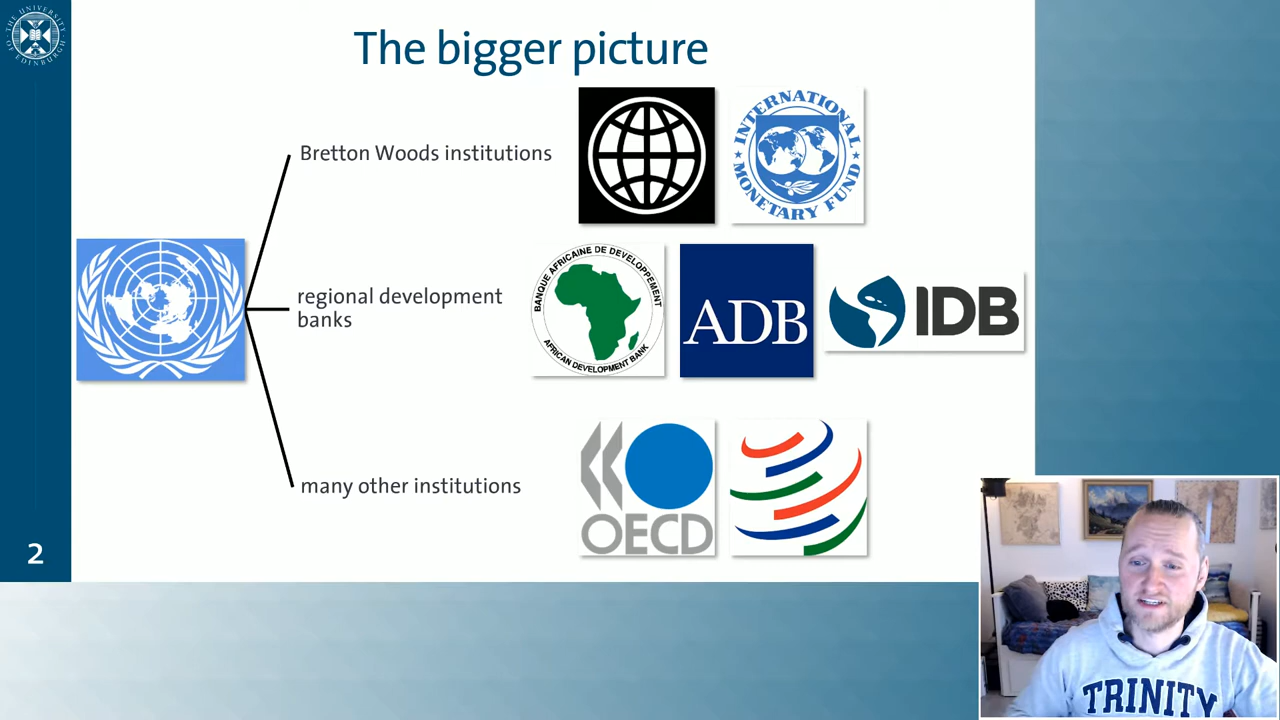 THE UNIVERSITY
OF EDINBURGH
The bigger picture
Bretton Woods institutions
INTERNATIONAL
MONETARY FUND
regional development
banks
BANQUE AFRICAINE DE DEVELOPPEMENT
AFRICAN DEVELOPMENT BANK
ADB
IDB
many other institutions
OECD
2
TRINITY